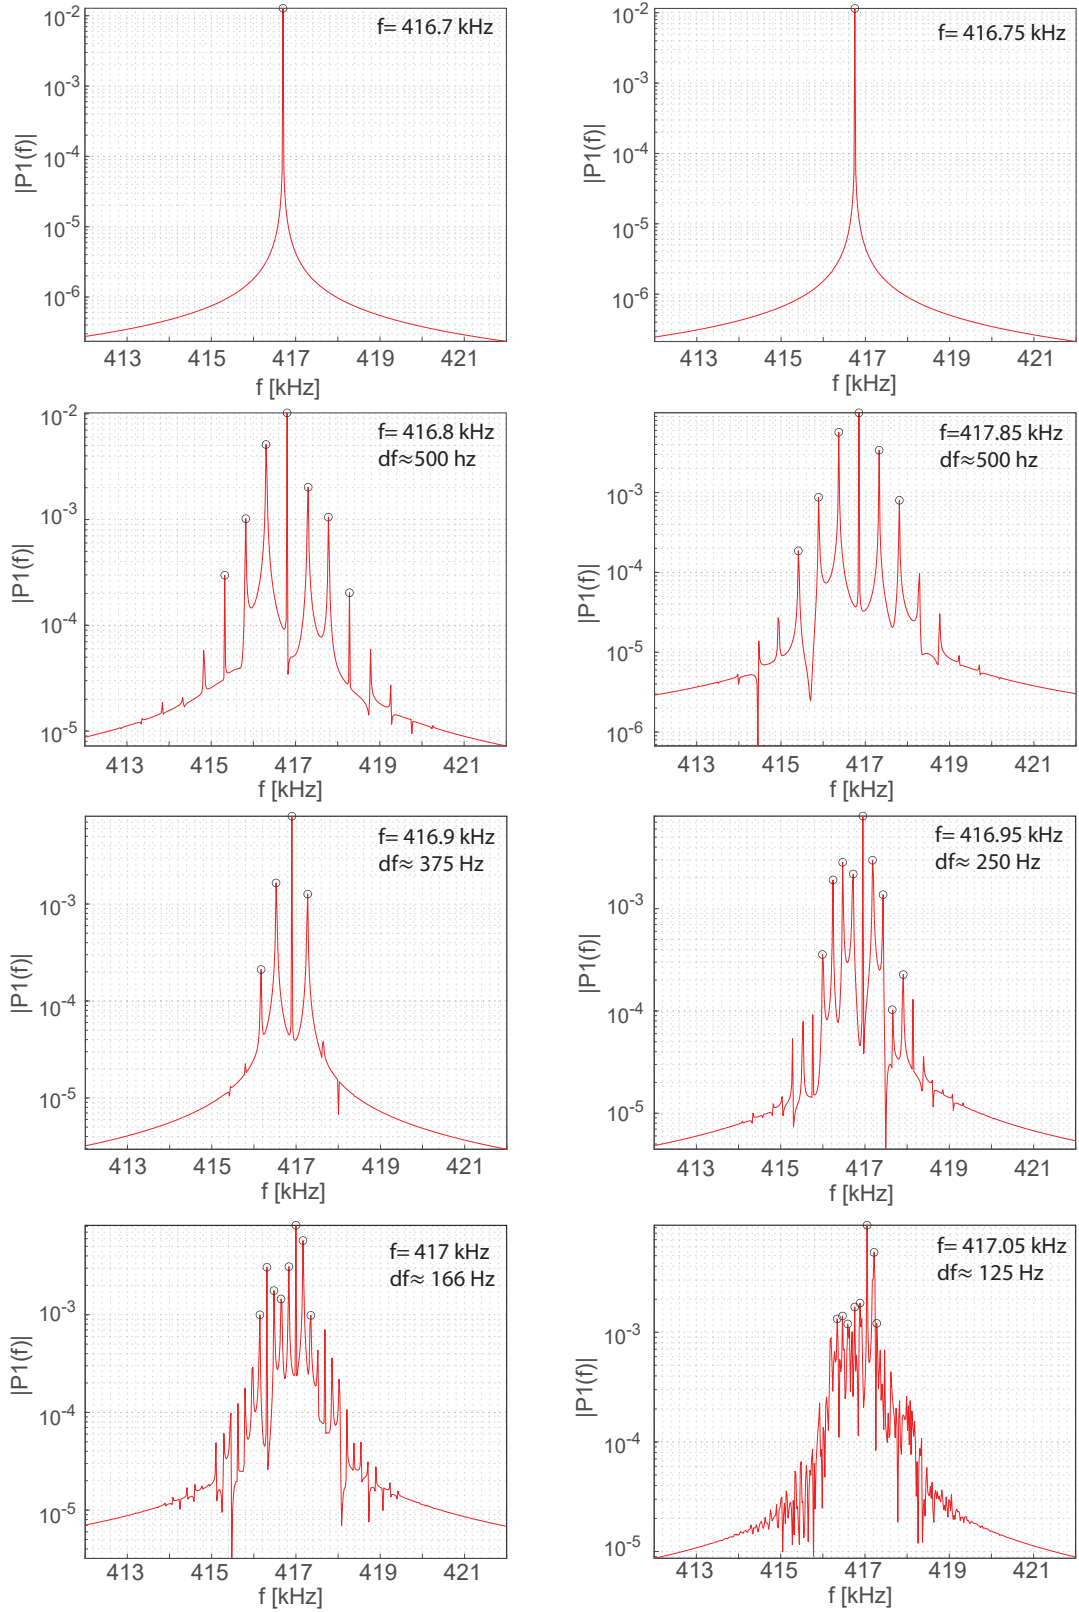 f= 416.7 kHz
10^-2
10^-3
10^-4
10^-5
10^-6
|P1(f)|
413 415 417 419 421
f [kHz]
f= 416.75 kHz
10^-2
10^-3
10^-4
10^-5
10^-6
|P1(f)|
413 415 417 419 421
f [kHz]
f= 416.8 kHz
df≈500 hz
10^-2
10^-3
10^-4
10^-5
|P1(f)|
413 415 417 419 421
f [kHz]
f=417.85 kHz
df≈500 hz
10^-3
10^-4
10^-5
10^-6
|P1(f)|
413 415 417 419 421
f [kHz]
f= 416.9 kHz
df≈ 375 Hz
10^-3
10^-4
10^-5
|P1(f)|
413 415 417 419 421
f [kHz]
f= 416.95 kHz
df≈ 250 Hz
10^-3
10^-4
10^-5
|P1(f)|
413 415 417 419 421
f [kHz]
f= 417 kHz
df≈ 166 Hz
10^-3
10^-4
10^-5
|P1(f)|
413 415 417 419 421
f [kHz]
f= 417.05 kHz
df≈ 125 Hz
10^-3
10^-4
10^-5
|P1(f)|
413 415 417 419 421
f [kHz]